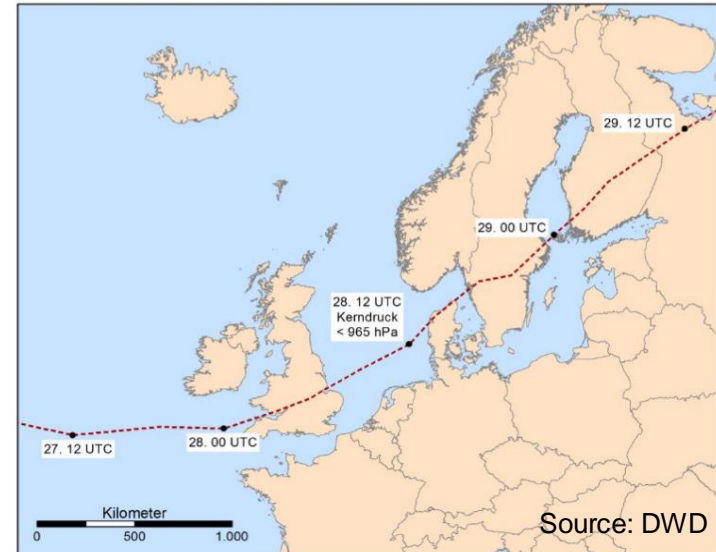 29. 12 UTC
29. 00 UTC
28. 12 UTC
Kerndruck
< 965 hPa
27. 12 UTC
28. 00 UTC
Kilometer
0 500 1.000
Source: DWD